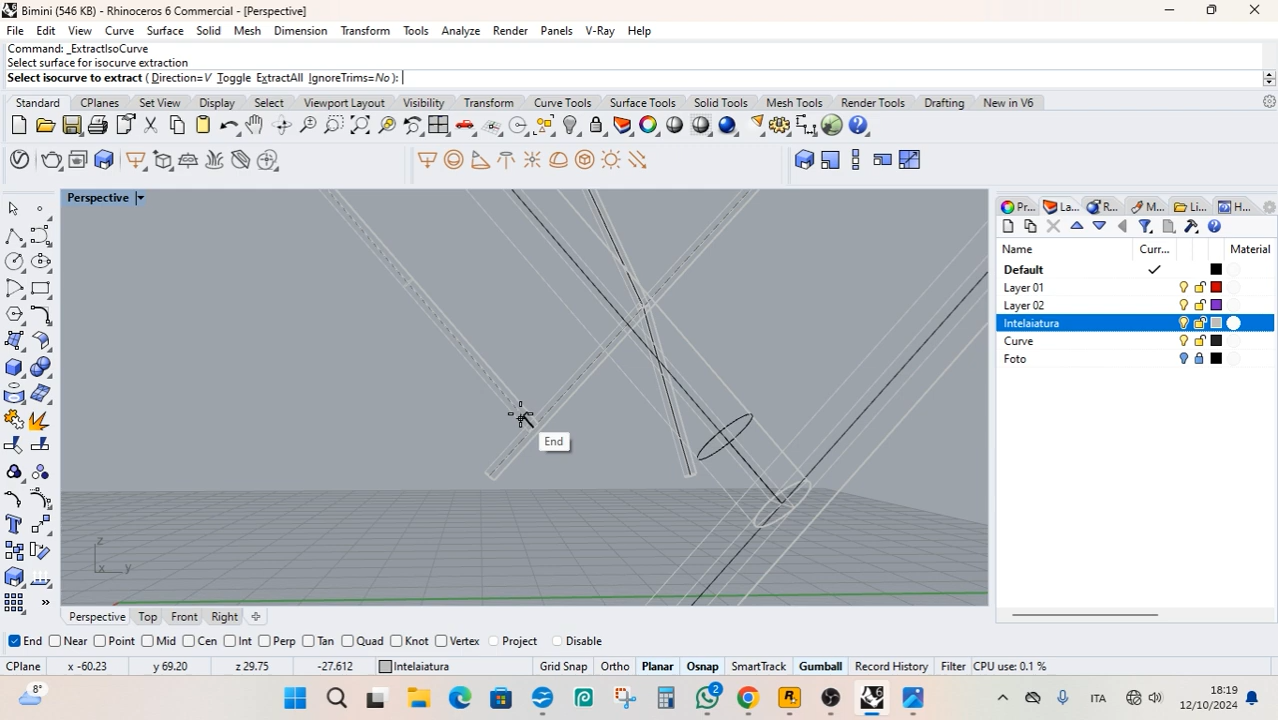 Bimini (546 KB) - Rhinoceros 6 Commercial - [Perspective]
File Edit View Curve Surface Solid Mesh Dimension Transform Tools Analyze Render Panels V-Ray Help
Command: _ExtractIsoCurve
Select surface for isocurve extraction
Select isocurve to extract ( Direction=V Toggle ExtractAll IgnoreTrims=No ):
Standard CPlanes Set View Display Select Viewport Layout Visibility Transform Curve Tools Surface Tools Solid Tools Mesh Tools Render Tools Drafting New in V6
Perspective
Pr... La... R... M... Li... H...
Name Curr... Material
Default
Layer 01
Layer 02
Intelaiatura
Curve
Foto
End
z
x y
Perspective Top Front Right
End Near Point Mid Cen Int Perp Tan Quad Knot Vertex Project Disable
CPlane x -60.23 y 69.20 z 29.75 -27.612 Intelaiatura Grid Snap Ortho Planar Osnap SmartTrack Gumball Record History Filter CPU use: 0.1 %
8°
2
ITA
18:19
12/10/2024